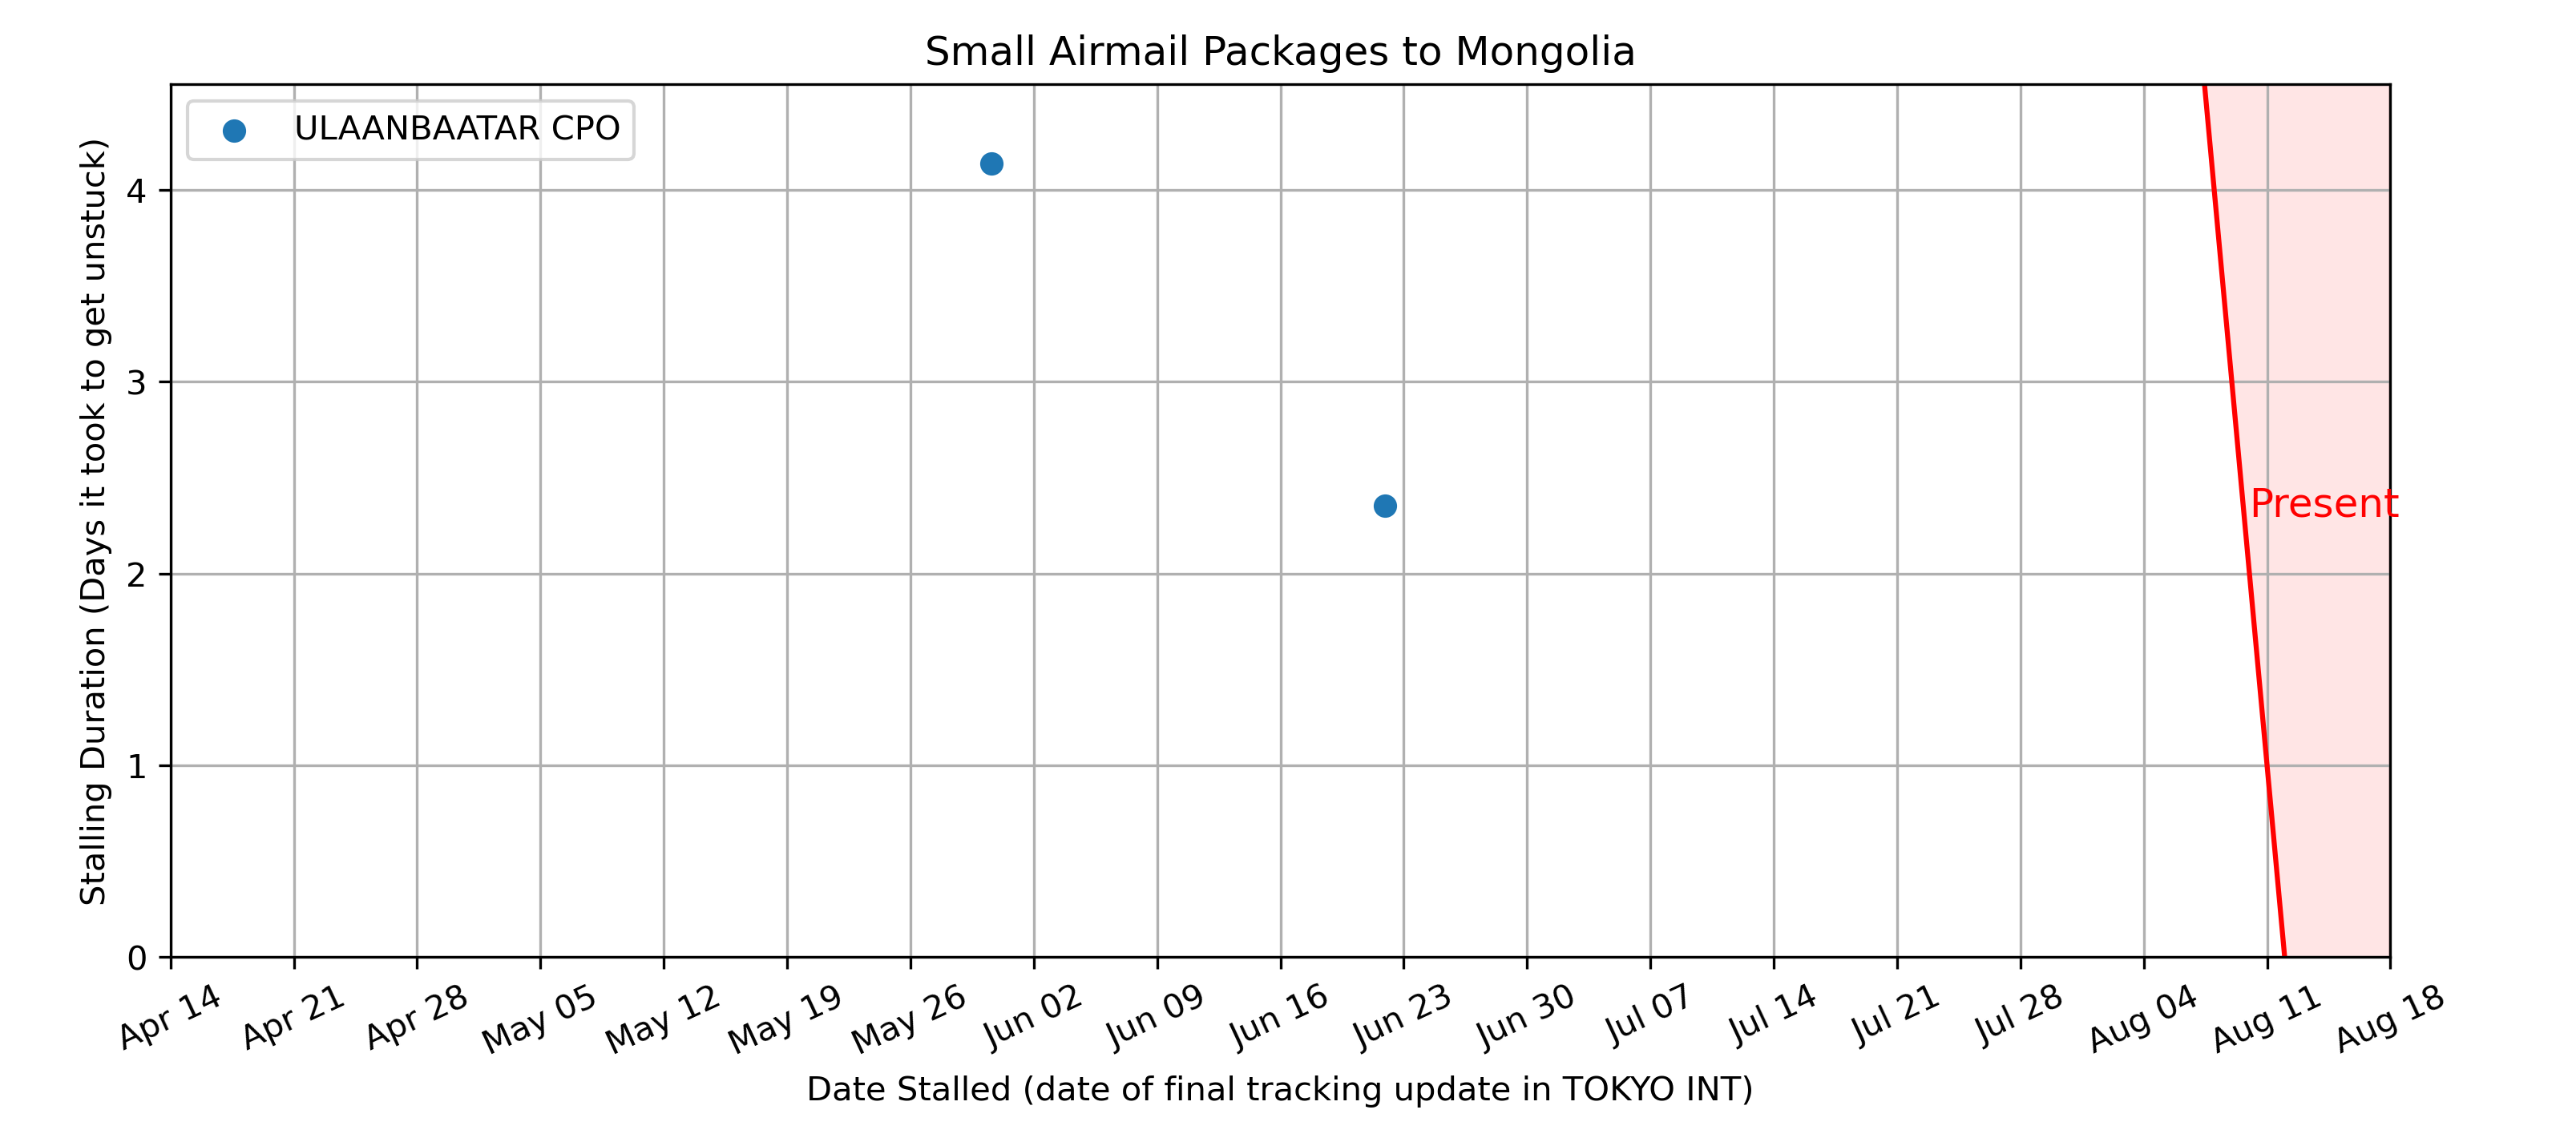 Small Airmail Packages to Mongolia
ULAANBAATAR CPO
Stalling Duration (Days it took to get unstuck)
4
3
2
1
0
Present
Apr 14
Apr 21
Apr 28
May 05
May 12
May 19
May 26
Jun 02
Jun 09
Jun 16
Jun 23
Jun 30
Jul 07
Jul 14
Jul 21
Jul 28
Aug 04
Aug 11
Aug 18
Date Stalled (date of final tracking update in TOKYO INT)